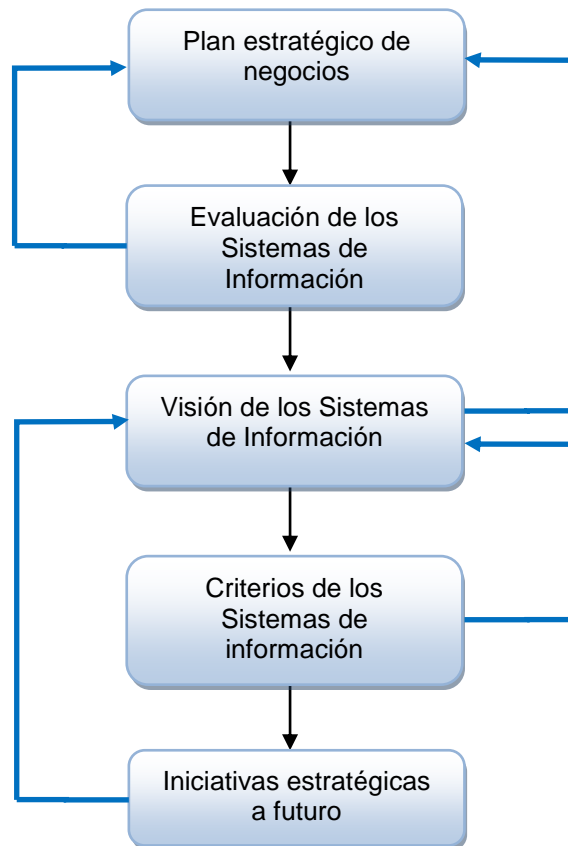 Plan estratégico de
negocios
Evaluación de los
Sistemas de
Información
Visión de los Sistemas
de Información
Criterios de los
Sistemas de
información
Iniciativas estratégicas
a futuro